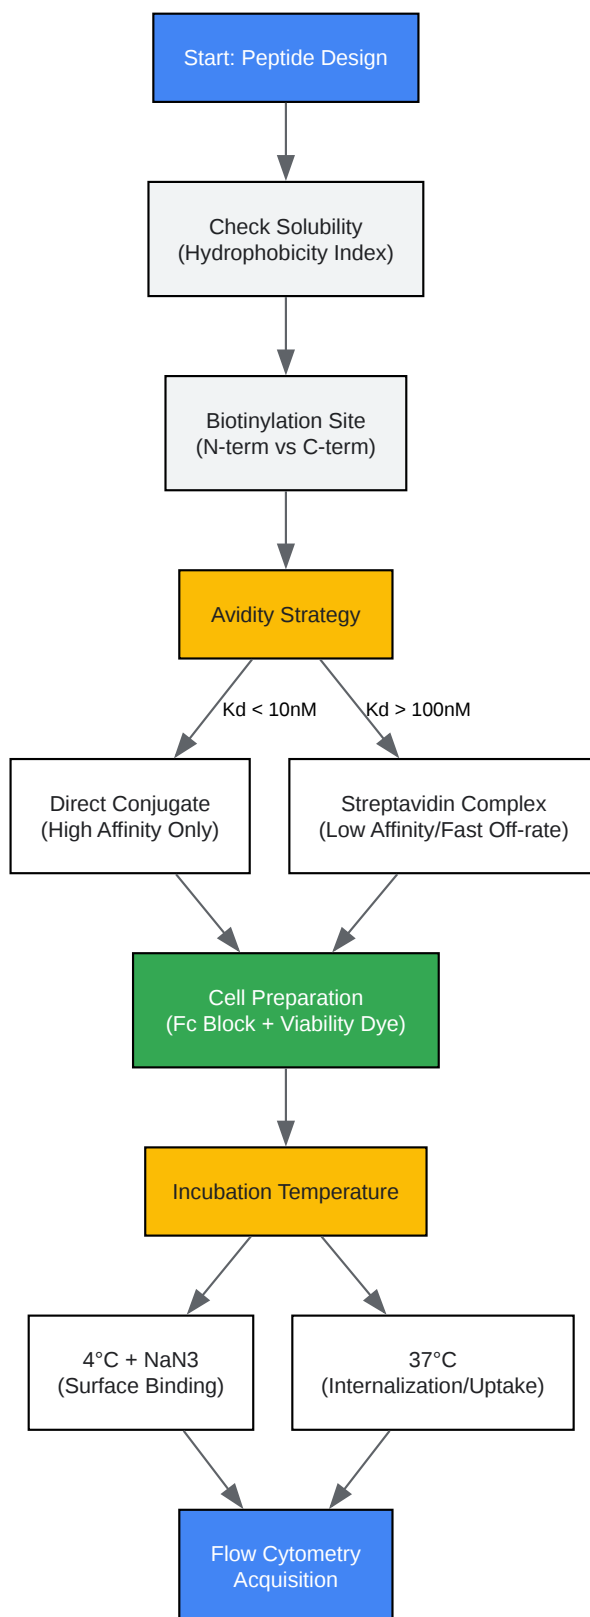 Start: Peptide Design
Check Solubility
(Hydrophobicity Index)
Biotinylation Site
(N-term vs C-term)
Avidity Strategy
Kd < 10nM
Kd > 100nM
Direct Conjugate
(High Affinity Only)
Streptavidin Complex
(Low Affinity/Fast Off-rate)
Cell Preparation
(Fc Block + Viability Dye)
Incubation Temperature
4°C + NaN3
(Surface Binding)
37°C
(Internalization/Uptake)
Flow Cytometry
Acquisition